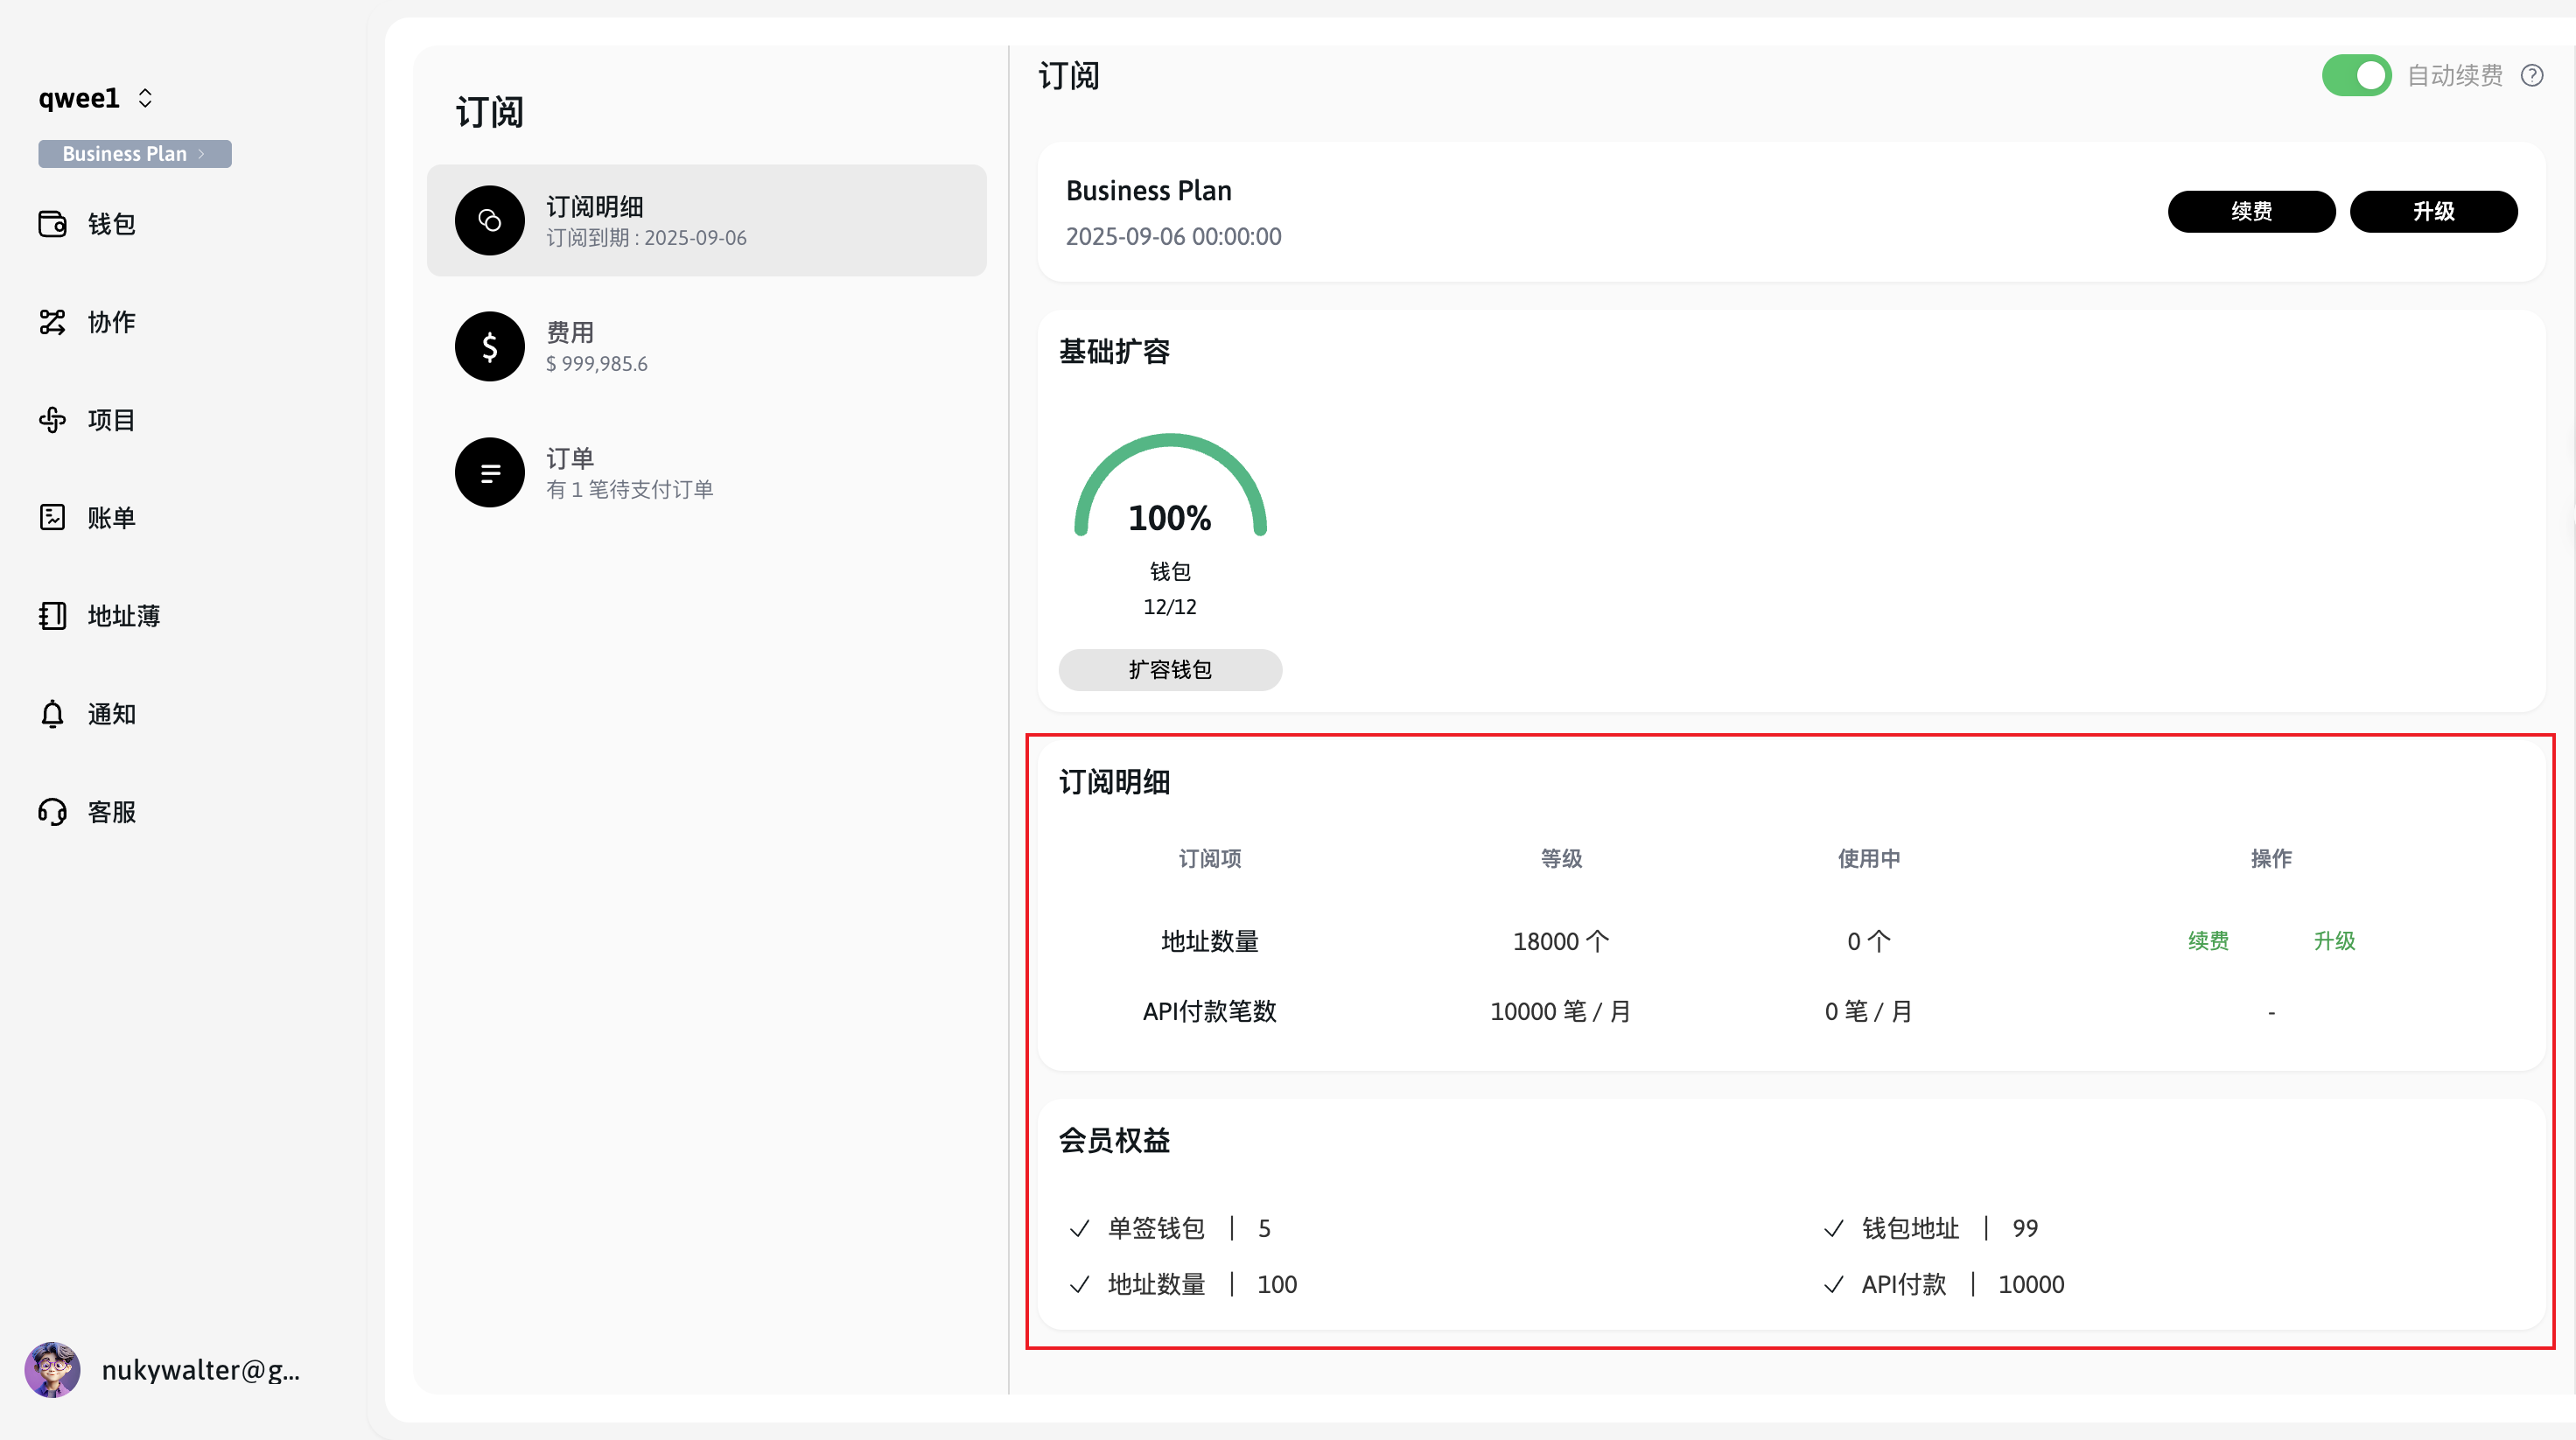 qwee1
Business Plan
钱包
协作
项目
账单
地址薄
通知
客服
nukywalter@g...
订阅
订阅明细
订阅到期 : 2025-09-06
费用
$ 999,985.6
订单
有 1 笔待支付订单
订阅
自动续费
Business Plan
2025-09-06 00:00:00
续费 升级
基础扩容
100%
钱包
12/12
扩容钱包
订阅明细
订阅项 等级 使用中 操作
地址数量 18000 个 0 个 续费 升级
API付款笔数 10000 笔 / 月 0 笔 / 月 -
会员权益
单签钱包 | 5 钱包地址 | 99
地址数量 | 100 API付款 | 10000